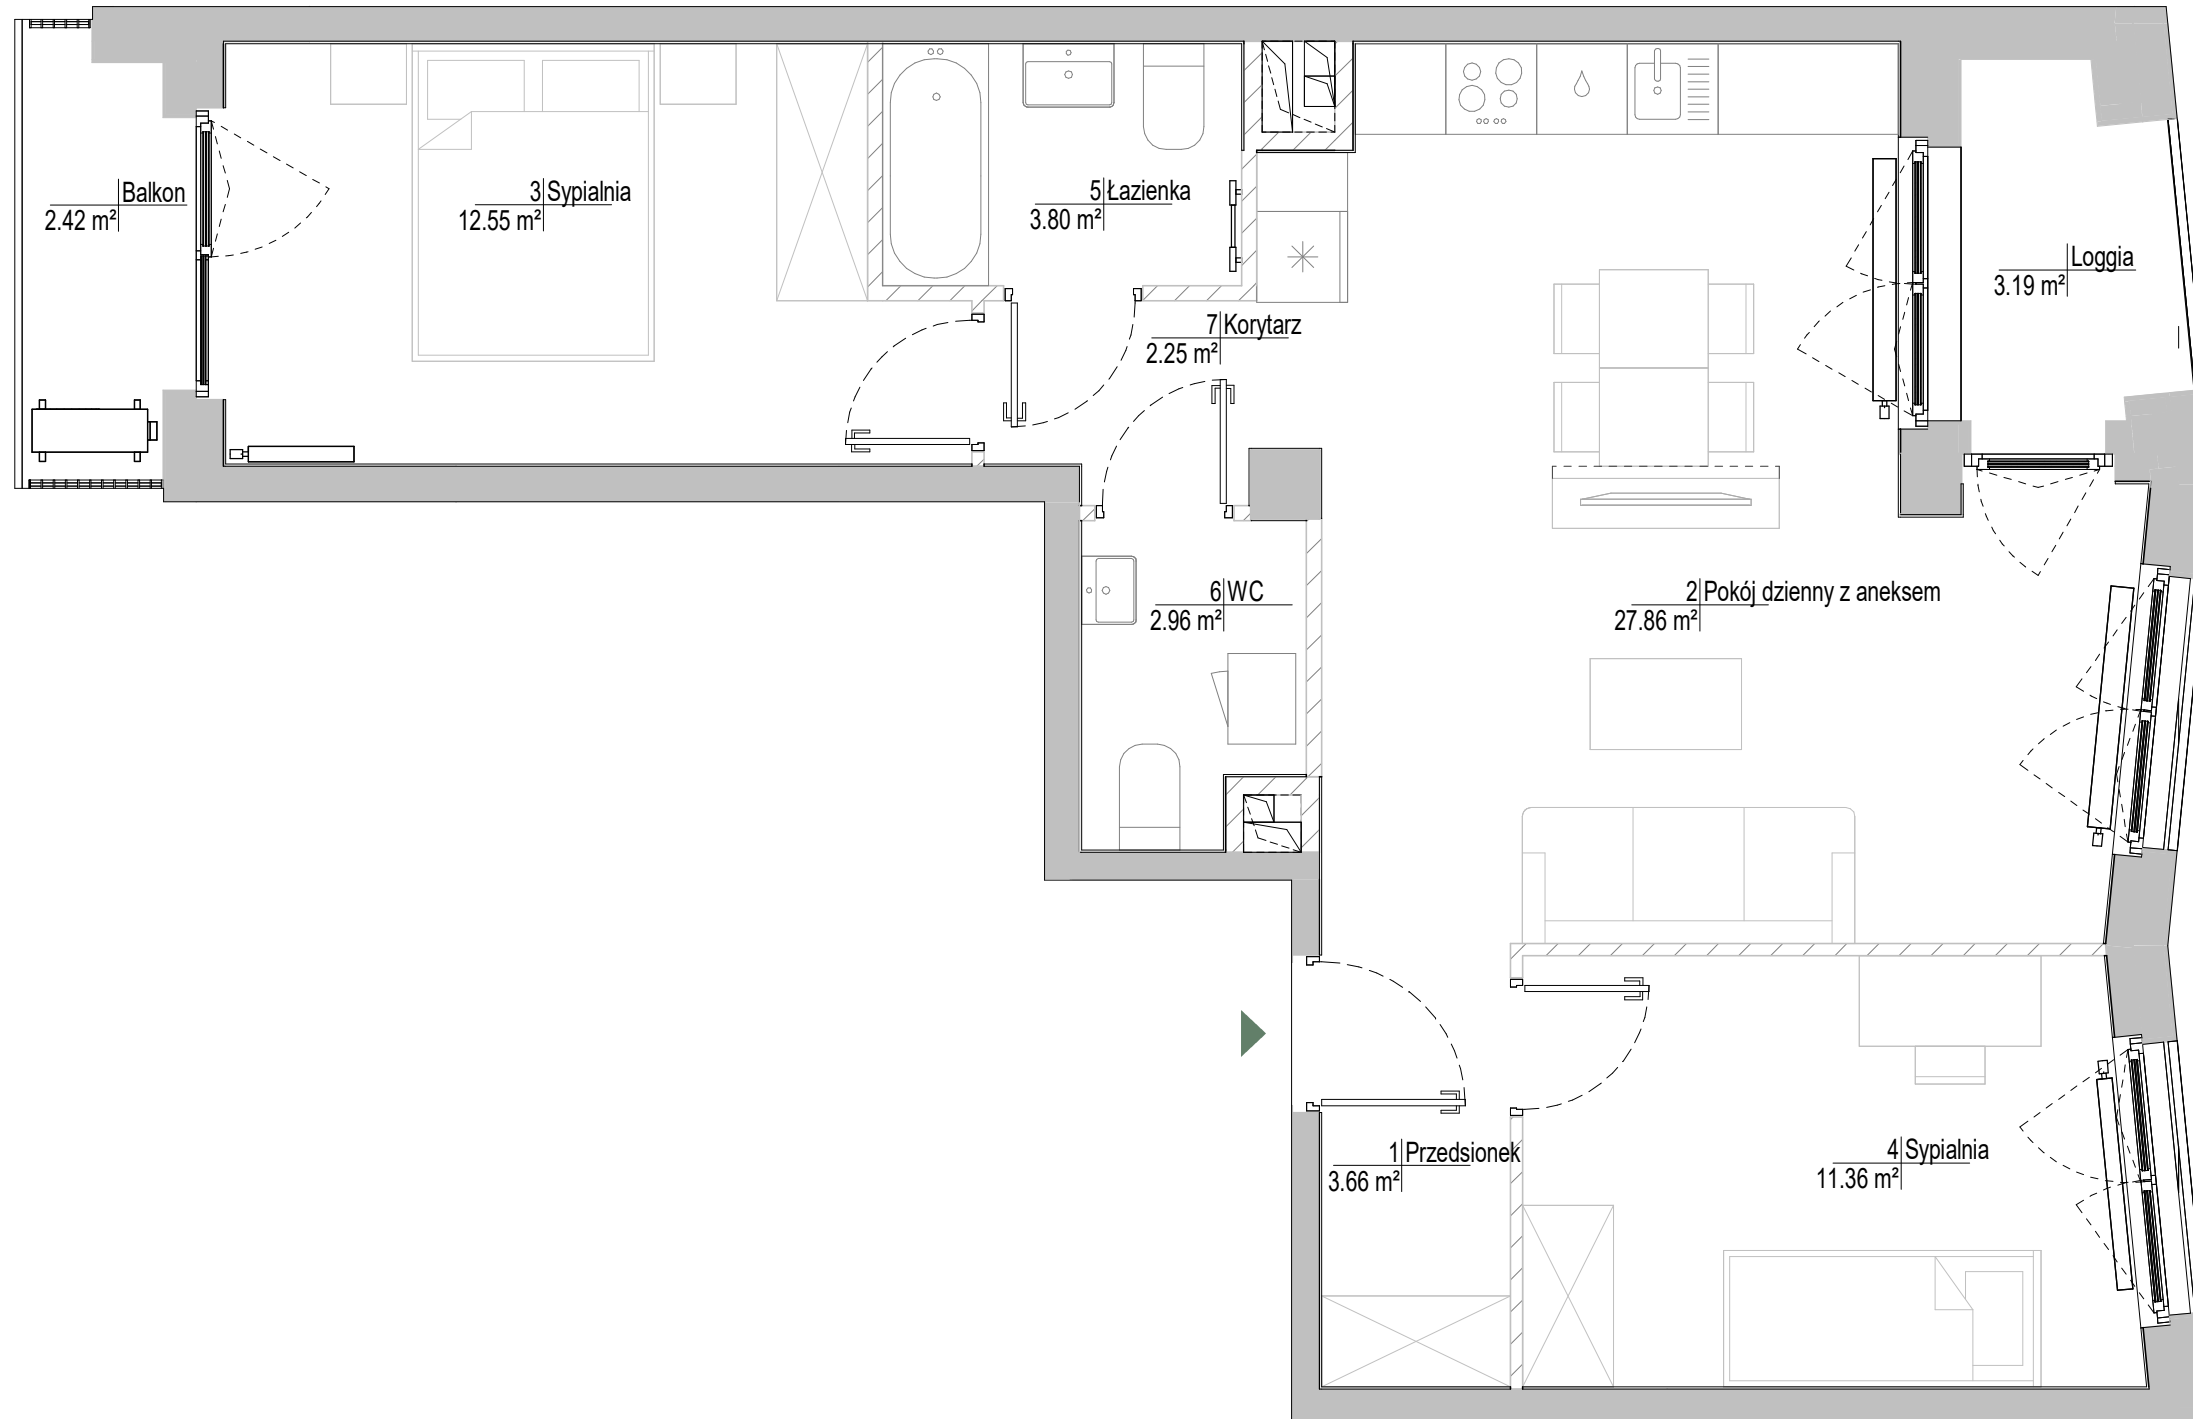 Balkon
2.42 m²
3 Sypialnia
12.55 m²
5 Łazienka
3.80 m²
7 Korytarz
2.25 m²
Loggia
3.19 m²
6 WC
2.96 m²
2 Pokój dzienny z aneksem
27.86 m²
1 Przedsionek
3.66 m²
4 Sypialnia
11.36 m²